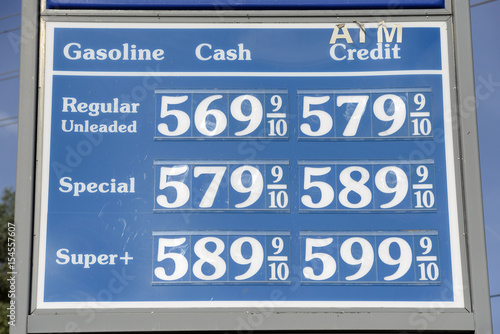 ATM
Gasoline Cash Credit
Regular Unleaded 569 9/10 579 9/10
Special 579 9/10 589 9/10
Super+ 589 9/10 599 9/10
154557607